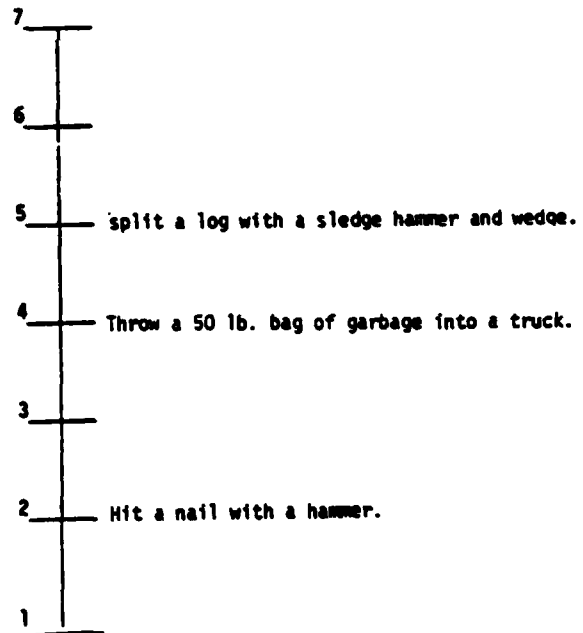 7
6
5 split a log with a sledge hammer and wedge.
4 Throw a 50 lb. bag of garbage into a truck.
3
2 Hit a nail with a hammer.
1